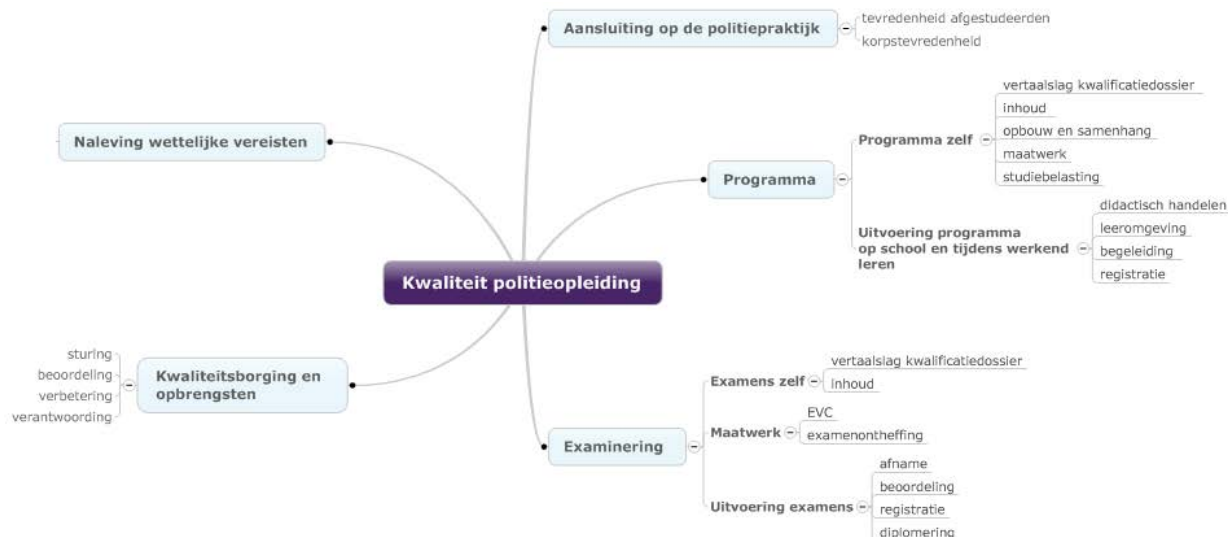 Kwaliteit politieopleiding
Aansluiting op de politiepraktijk
tevredenheid afgestudeerden
korpstevredenheid
Programma
Programma zelf
vertaalslag kwalificatiedossier
inhoud
opbouw en samenhang
maatwerk
studiebelasting
Uitvoering programma
op school en tijdens werkend
leren
didactisch handelen
leeromgeving
begeleiding
registratie
Examinering
Examens zelf
vertaalslag kwalificatiedossier
inhoud
Maatwerk
EVC
examenontheffing
Uitvoering examens
afname
beoordeling
registratie
diplomering
Kwaliteitsborging en
opbrengsten
sturing
beoordeling
verbetering
verantwoording
Naleving wettelijke vereisten